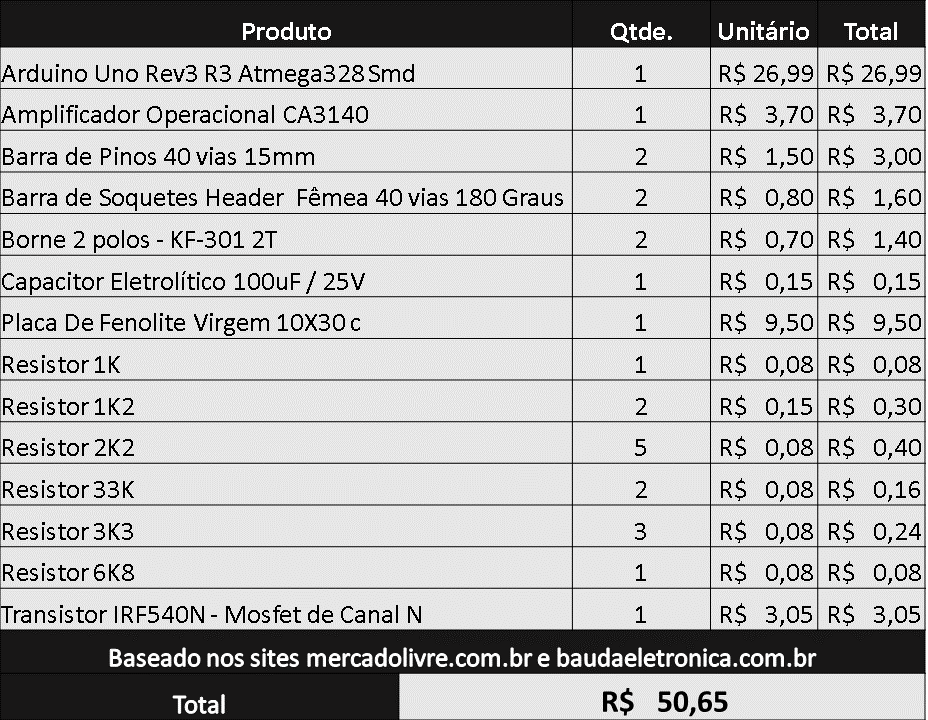 Produto Qtde. Unitário Total
Arduino Uno Rev3 R3 Atmega328 Smd 1 R$ 26,99 R$ 26,99
Amplificador Operacional CA3140 1 R$ 3,70 R$ 3,70
Barra de Pinos 40 vias 15mm 2 R$ 1,50 R$ 3,00
Barra de Soquetes Header Fêmea 40 vias 180 Graus 2 R$ 0,80 R$ 1,60
Borne 2 polos - KF-301 2T 2 R$ 0,70 R$ 1,40
Capacitor Eletrolítico 100uF / 25V 1 R$ 0,15 R$ 0,15
Placa De Fenolite Virgem 10X30 c 1 R$ 9,50 R$ 9,50
Resistor 1K 1 R$ 0,08 R$ 0,08
Resistor 1K2 2 R$ 0,15 R$ 0,30
Resistor 2K2 5 R$ 0,08 R$ 0,40
Resistor 33K 2 R$ 0,08 R$ 0,16
Resistor 3K3 3 R$ 0,08 R$ 0,24
Resistor 6K8 1 R$ 0,08 R$ 0,08
Transistor IRF540N - Mosfet de Canal N 1 R$ 3,05 R$ 3,05
Baseado nos sites mercadolivre.com.br e baudaeletronica.com.br
Total R$ 50,65